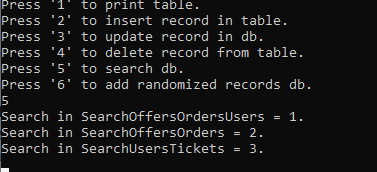 Press '1' to print table.
Press '2' to insert record in table.
Press '3' to update record in db.
Press '4' to delete record from table.
Press '5' to search db.
Press '6' to add randomized records db.
5
Search in SearchOffersOrdersUsers = 1.
Search in SearchOffersOrders = 2.
Search in SearchUsersTickets = 3.